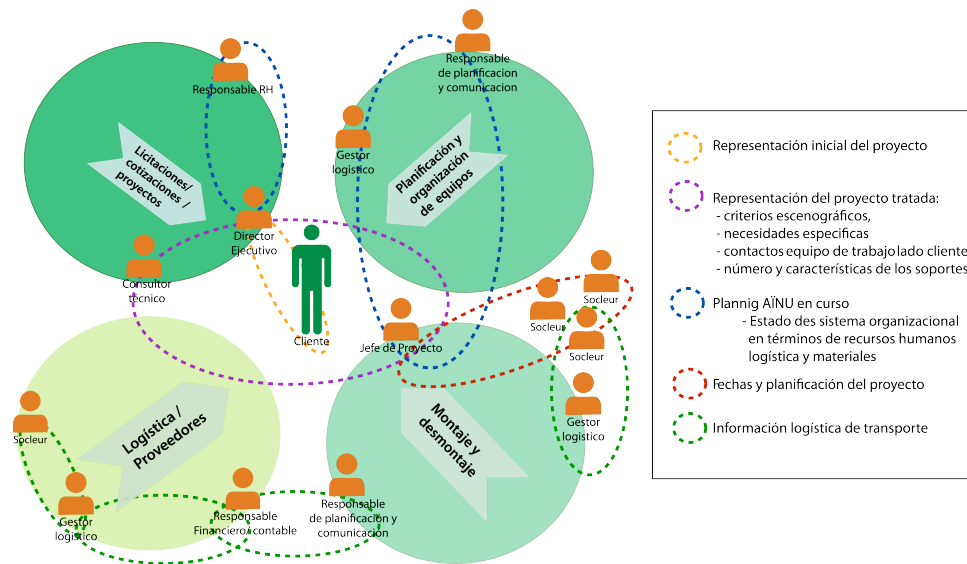 Responsable RH
Licitaciones/
cotizaciones /
proyectos
Director
Ejecutivo
Consultor
técnico
Cliente
Responsable
de planificacion
y comunicacion
Gestor
logistico
Planificación y
organización
de equipos
Jefe de Proyecto
Socleur
Socleur
Socleur
Gestor
logistico
Montaje y
desmontaje
Socleur
Logística /
Proveedores
Gestor
logistico
Responsable
Financiero / contable
Responsable
de planificación y
comunicación
Representación inicial del proyecto
Representación del proyecto tratada:
- criterios escenográficos,
- necesidades específicas
- contactos equipo de trabajo lado cliente
- número y características de los soportes
Plannig AÏNU en curso
- Estado des sistema organizacional
en términos de recursos humanos
logística y materiales
Fechas y planificación del proyecto
Información logística de transporte